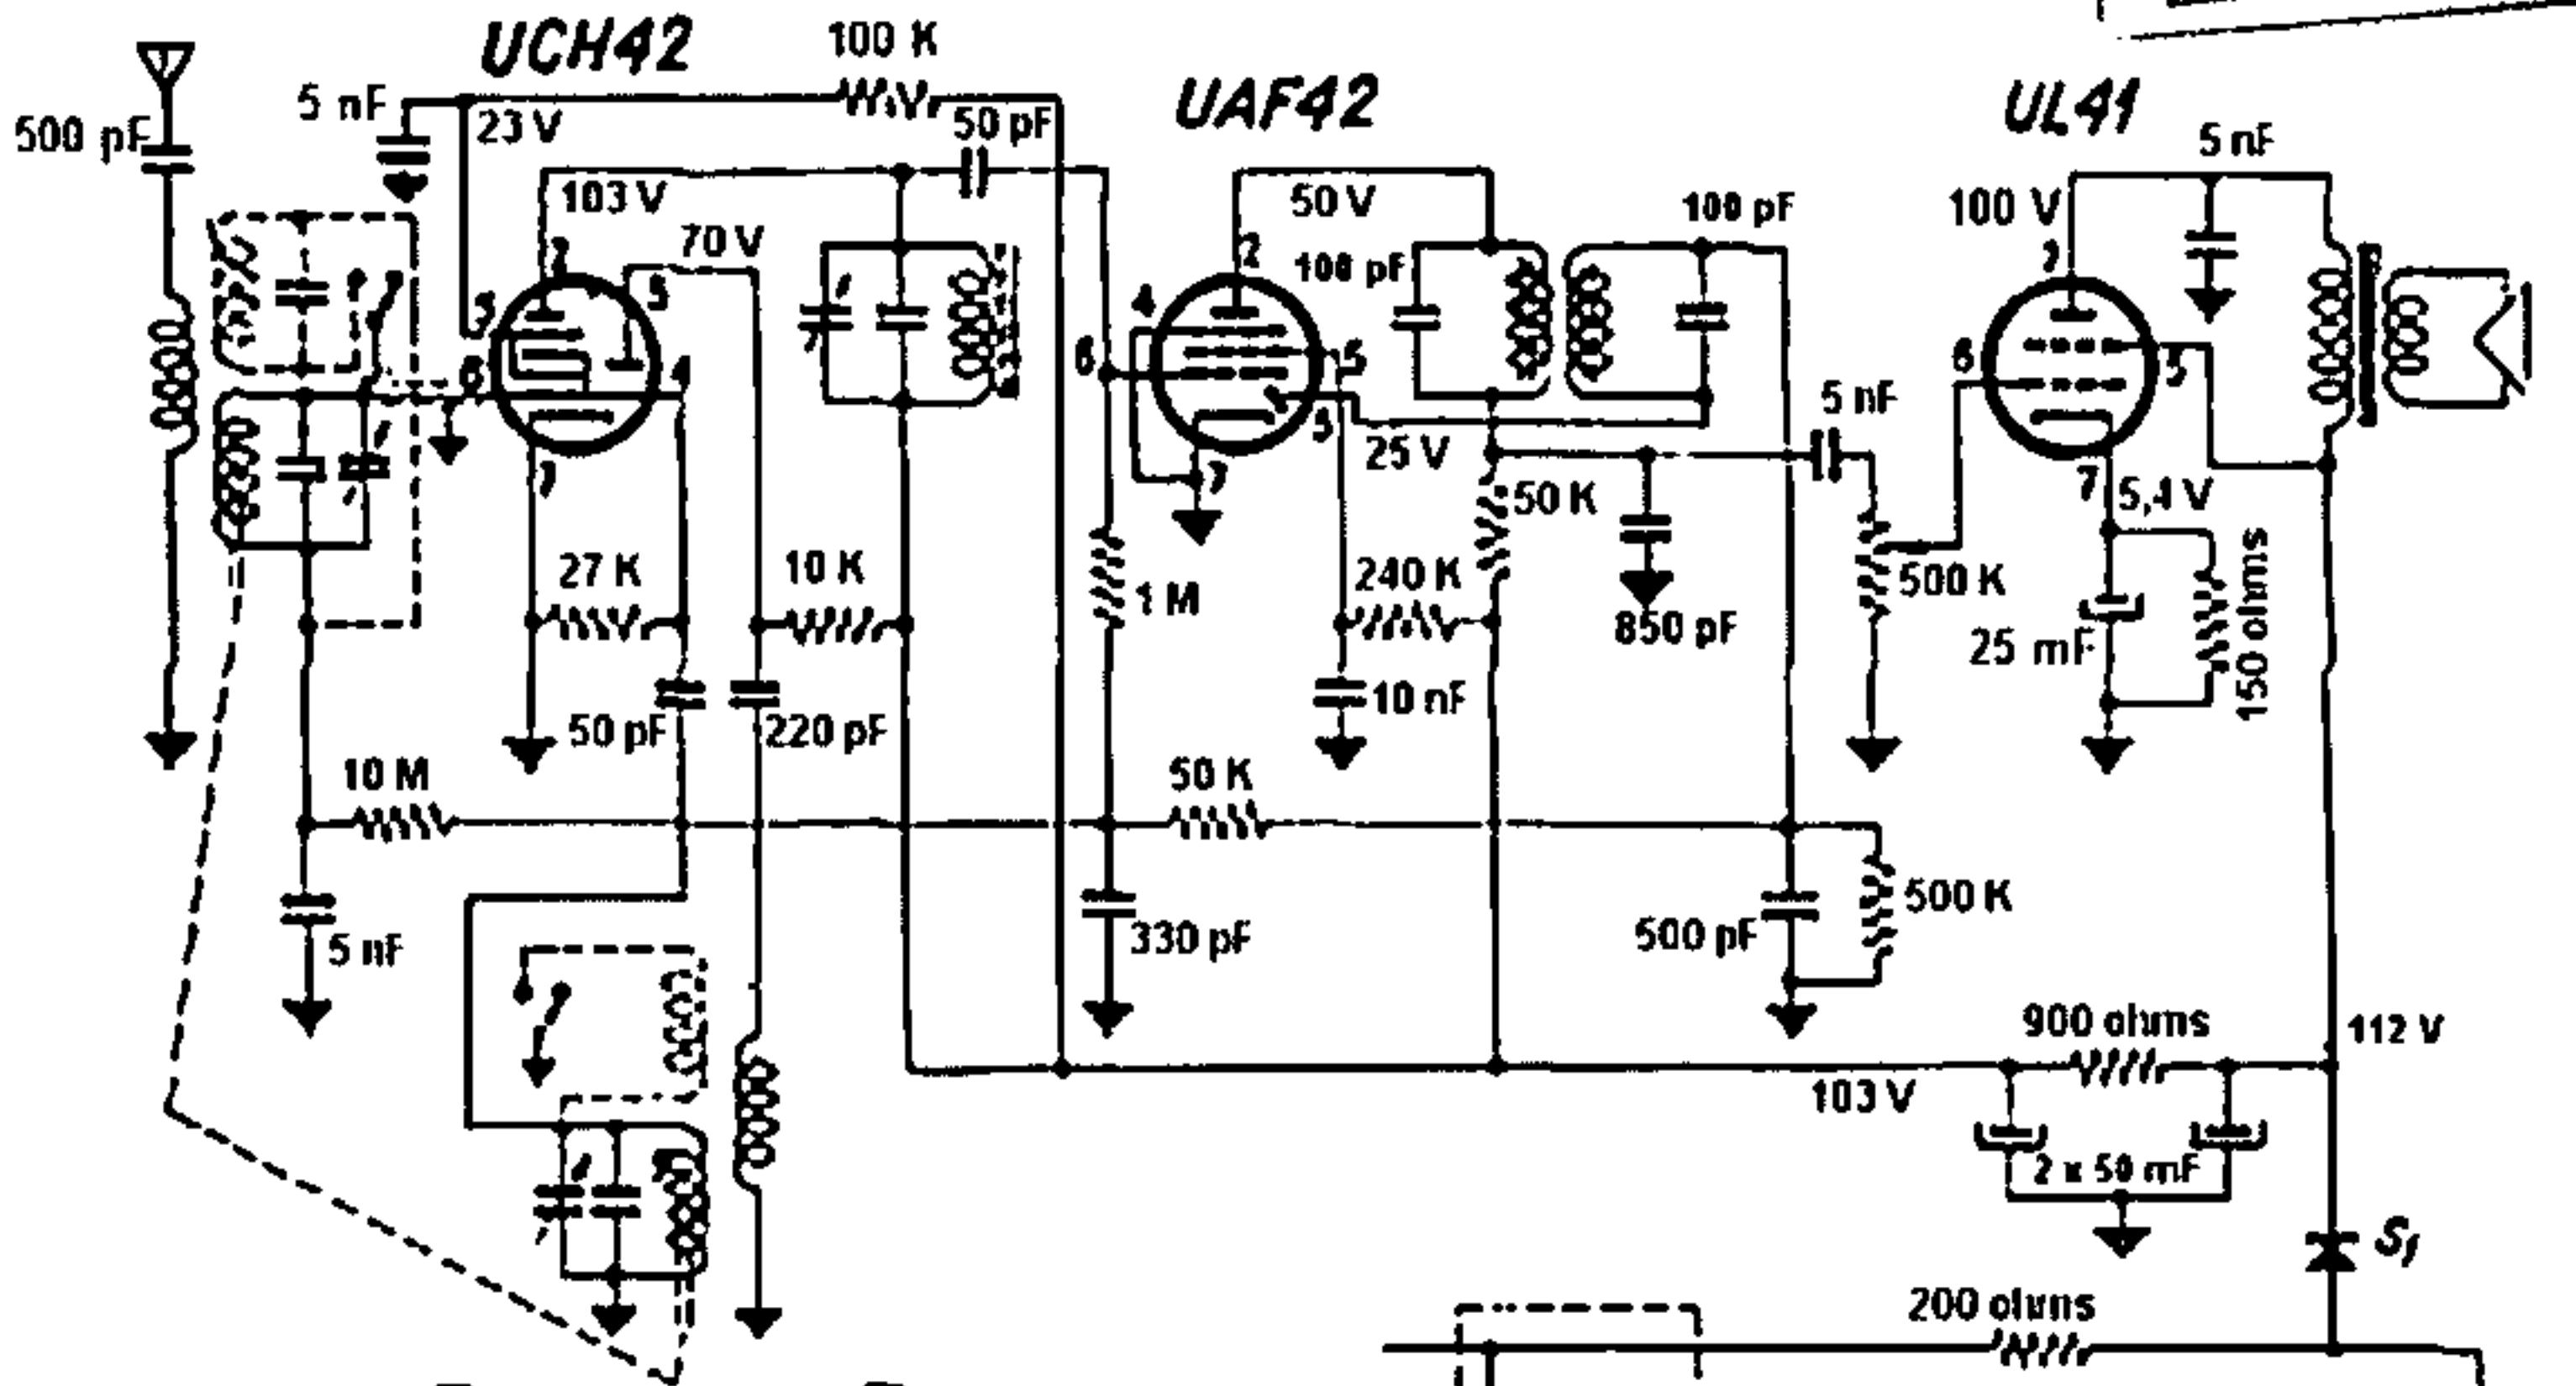 UCH42
100 K
UAF42
UL41
500 pF
5 nF
23 V
50 pF
5 nF
103 V
70 V
50 V
100 pF
100 V
2
5
3
6
4
7
100 pF
2
4
6
5
5
7
25 V
5 nF
2
6
5
7
5,4 V
50 K
27 K
10 K
1 M
240 K
850 pF
500 K
25 mF
150 ohms
50 pF
220 pF
10 nF
10 M
50 K
5 nF
330 pF
500 pF
500 K
900 ohms
112 V
103 V
2 x 50 mF
S1
200 ohms